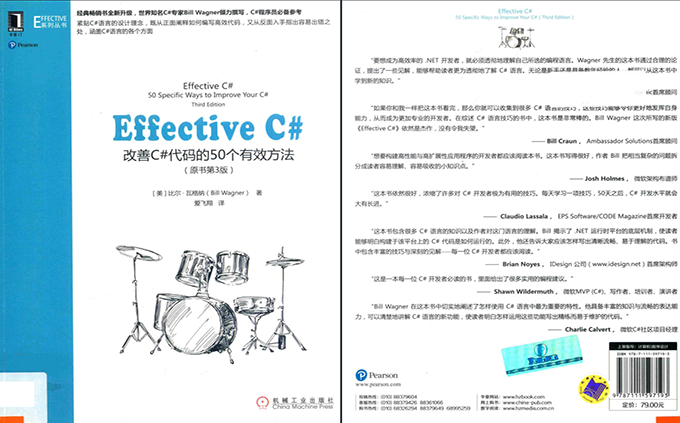 EFFECTIVE
系列丛书
Pearson
经典畅销书全新升级，世界知名C#专家Bill Wagner倾力撰写，C#程序员必备参考
紧贴C#语言的设计理念，既从正面阐释如何编写高效代码，又从反面入手指出容易出错之
处，涵盖C#语言的各个方面
Effective C#
50 Specific Ways to Improve Your C#
Third Edition
Effective C#
改善C#代码的50个有效方法
（原书第3版）
[美] 比尔·瓦格纳（Bill Wagner） 著
爱飞翔 译
机械工业出版社
China Machine Press
Effective C#
50 Specific Ways to Improve Your C# (Third Edition)
“要想成为高效率的 .NET 开发者，就必须透彻地理解自己所选的编程语言。Wagner 先生的这本书通过合理的论
证，提出了一些见解，能够帮助读者更为透彻地了解 C# 语言。无论是新手还是
从这本书中
学到新的知识。”
首席顾问
“如果你和我一样把这本书看完，那么你就可以收集到很多 C# 语言的技巧，这些技巧能够令你更好地发挥自身
能力，从而成为更加专业的开发者。在综述 C# 语言技巧的书中，这本书是非常棒的。Bill Wagner 这次所写的新版
《Effective C#》依然是杰作，没有令我失望。”
—— Bill Craun， Ambassador Solutions首席顾问
“想要构建高性能与高扩展性应用程序的开发者都应该阅读本书。这本书写得很好，作者 Bill 把相当复杂的问题拆
分成读者容易理解、容易吸收的小知识点。”
—— Josh Holmes， 微软架构布道师
“这本书依然很好，浓缩了许多对 C# 开发者极为有用的技巧。每天学习一项技巧，50天之后，C# 开发水平就会
大有长进。”
—— Claudio Lassala， EPS Software/CODE Magazine首席开发者
“这本书包含很多 C# 语言的知识以及作者对这门语言的理解。Bill 揭示了 .NET 运行时平台的底层机制，使读者
能够明白构建于该平台上的 C# 代码是如何运行的。此外，他还告诉大家应该怎样写出清晰流畅、易于理解的代码。书
中包含丰富的技巧与深刻的见解——每一位 C# 开发者都应该阅读。”
—— Brian Noyes， IDesign 公司（www.idesign.net）首席架构师
“这是一本每一位 C# 开发者必读的书，里面给出了很多实用的编程建议。”
—— Shawn Wildermuth， 微软MVP (C#)、写作者、培训者、演讲者
“Bill Wagner 在这本书中切实地阐述了怎样使用 C# 语言中最为重要的特性。他具备丰富的知识与流畅的表达能
力，可以清楚地讲解 C# 语言的新功能，使读者明白怎样运用这些功能写出精练而易于维护的代码。”
—— Charlie Calvert， 微软C#社区项目经理
Pearson
www.pearson.com
投稿热线：(010) 88379604
客服热线：(010) 88379426 88361066
购书热线：(010) 68326294 88379649 68995259
华章网站：www.hzbook.com
网上购书：www.china-pub.com
数字阅读：www.hzmedia.com.cn
上架指导：计算机\程序设计
ISBN 978-7-111-59719-3
9 787111 597193
定价：79.00元